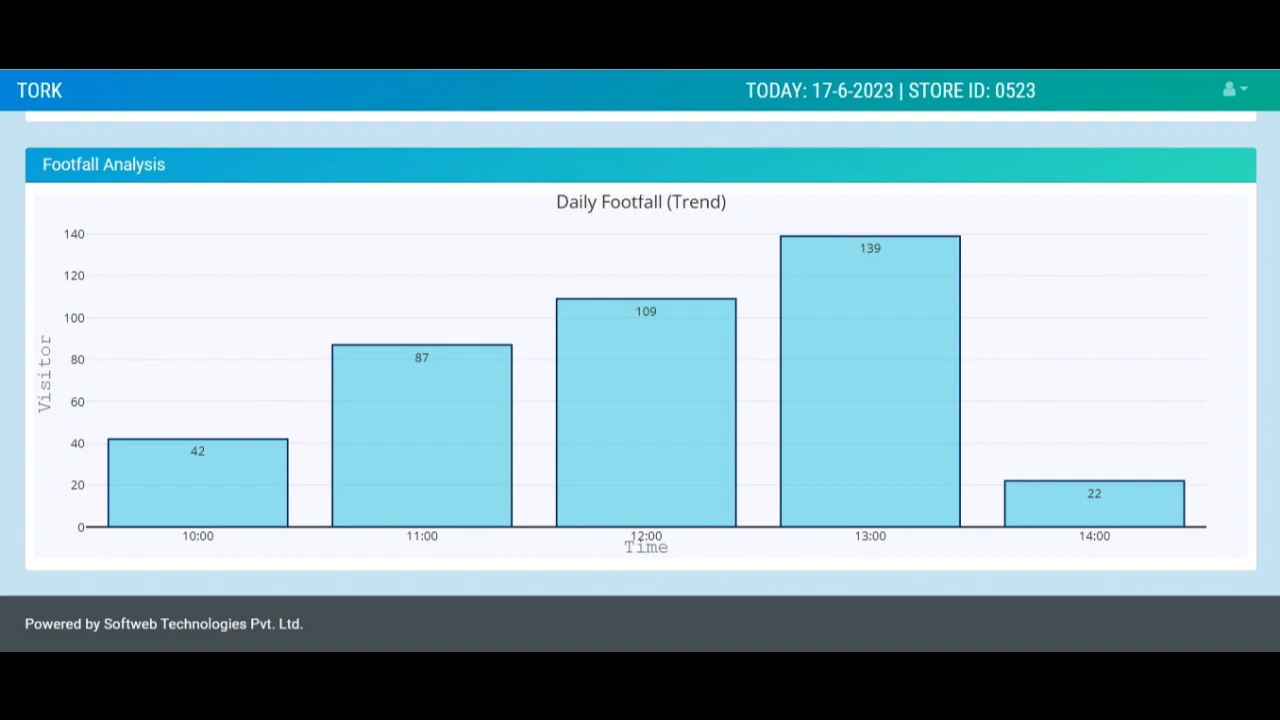 TORK
TODAY: 17-6-2023 | STORE ID: 0523
Footfall Analysis
Daily Footfall (Trend)
140
120
100
80
60
40
20
0
Visitor
42
87
109
139
22
10:00
11:00
12:00
13:00
14:00
Time
Powered by Softweb Technologies Pvt. Ltd.